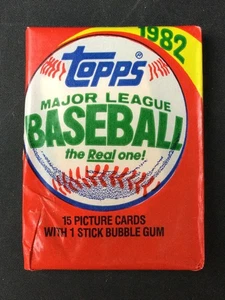 1982
topps®
MAJOR LEAGUE
BASEBALL
the Real one!
15 PICTURE CARDS
WITH 1 STICK BUBBLE GUM